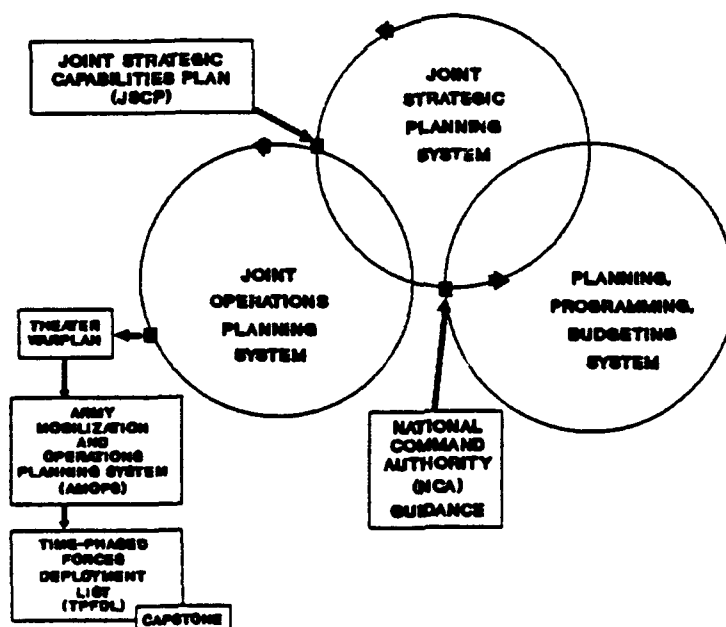 JOINT STRATEGIC
CAPABILITIES PLAN
(JSCP)
JOINT
STRATEGIC
PLANNING
SYSTEM
JOINT
OPERATIONS
PLANNING
SYSTEM
PLANNING,
PROGRAMMING,
BUDGETING
SYSTEM
THEATER
WARPLAN
ARMY
MOBILIZATION
AND
OPERATIONS
PLANNING SYSTEM
(AMOPS)
TIME-PHASED
FORCES
DEPLOYMENT
LIST
(TPFDL)
CAPSTONE
NATIONAL
COMMAND
AUTHORITY
(NCA)
GUIDANCE